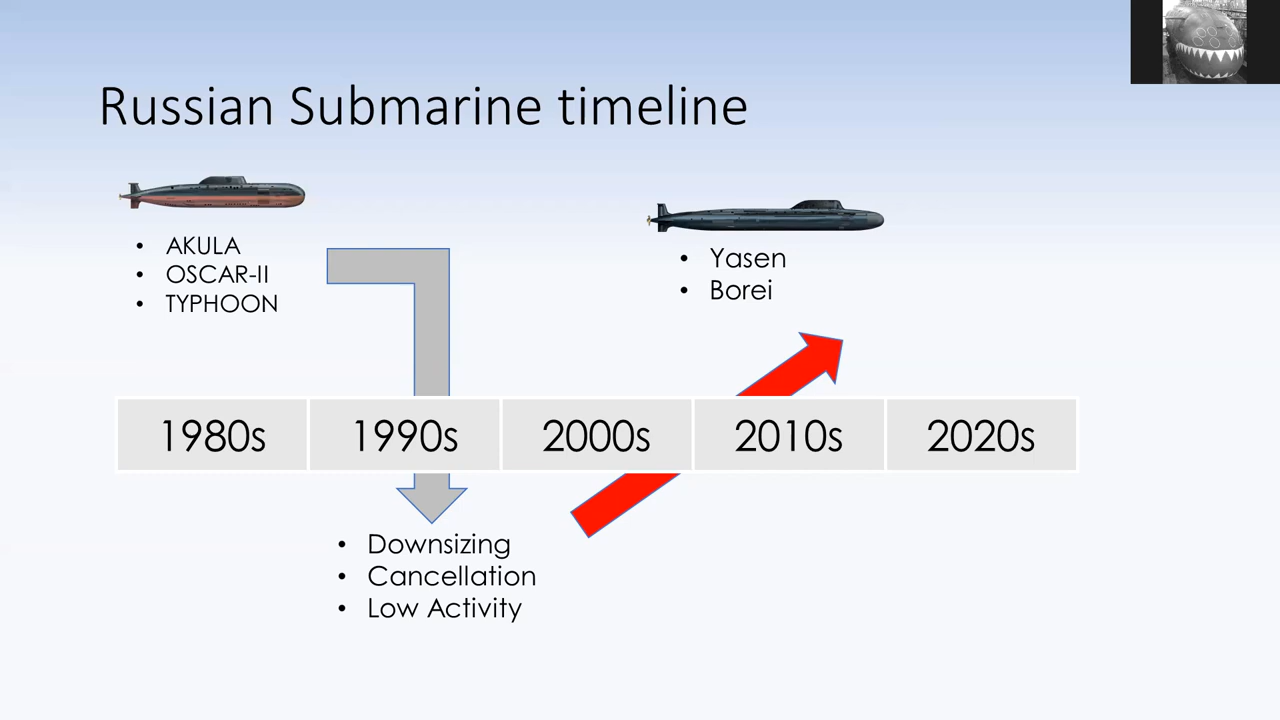 Russian Submarine timeline
• AKULA
• OSCAR-II
• TYPHOON
• Yasen
• Borei
1980s 1990s 2000s 2010s 2020s
• Downsizing
• Cancellation
• Low Activity